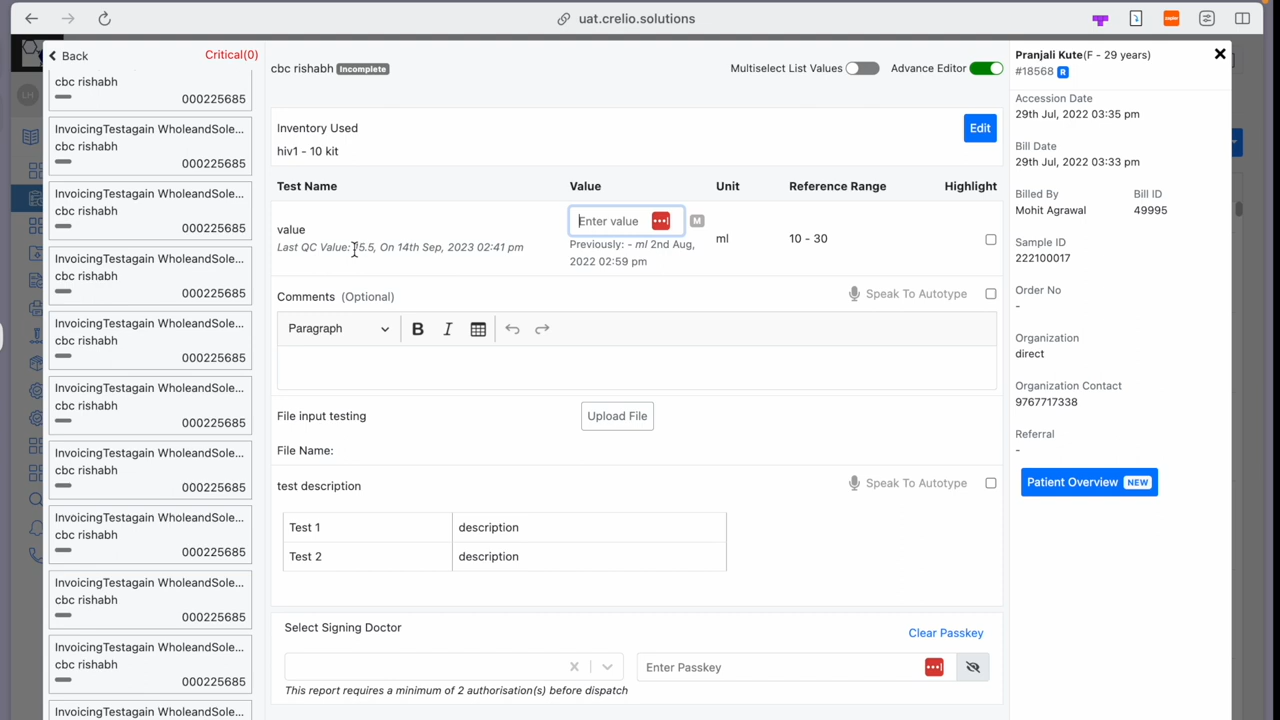 uat.crelio.solutions
Back
Critical(0)
cbc rishabh
000225685
InvoicingTestagain WholeandSole...
cbc rishabh
000225685
InvoicingTestagain WholeandSole...
cbc rishabh
000225685
InvoicingTestagain WholeandSole...
cbc rishabh
000225685
InvoicingTestagain WholeandSole...
cbc rishabh
000225685
InvoicingTestagain WholeandSole...
cbc rishabh
000225685
InvoicingTestagain WholeandSole...
cbc rishabh
000225685
InvoicingTestagain WholeandSole...
cbc rishabh
000225685
InvoicingTestagain WholeandSole...
cbc rishabh
000225685
InvoicingTestagain WholeandSole...
cbc rishabh
000225685
InvoicingTestagain WholeandSole...
cbc rishabh Incomplete
Multiselect List Values
Advance Editor
Inventory Used
Edit
hiv1 - 10 kit
Test Name Value Unit Reference Range Highlight
value
Last QC Value: 5.5, On 14th Sep, 2023 02:41 pm
Enter value
M
Previously: - ml 2nd Aug,
2022 02:59 pm
ml
10 - 30
Comments (Optional)
Speak To Autotype
Paragraph
B I
File input testing
Upload File
File Name:
test description
Speak To Autotype
Test 1 description
Test 2 description
Select Signing Doctor
Clear Passkey
Enter Passkey
This report requires a minimum of 2 authorisation(s) before dispatch
Pranjali Kute(F - 29 years)
#18568 R
Accession Date
29th Jul, 2022 03:35 pm
Bill Date
29th Jul, 2022 03:33 pm
Billed By Bill ID
Mohit Agrawal 49995
Sample ID
222100017
Order No
-
Organization
direct
Organization Contact
9767717338
Referral
-
Patient Overview NEW